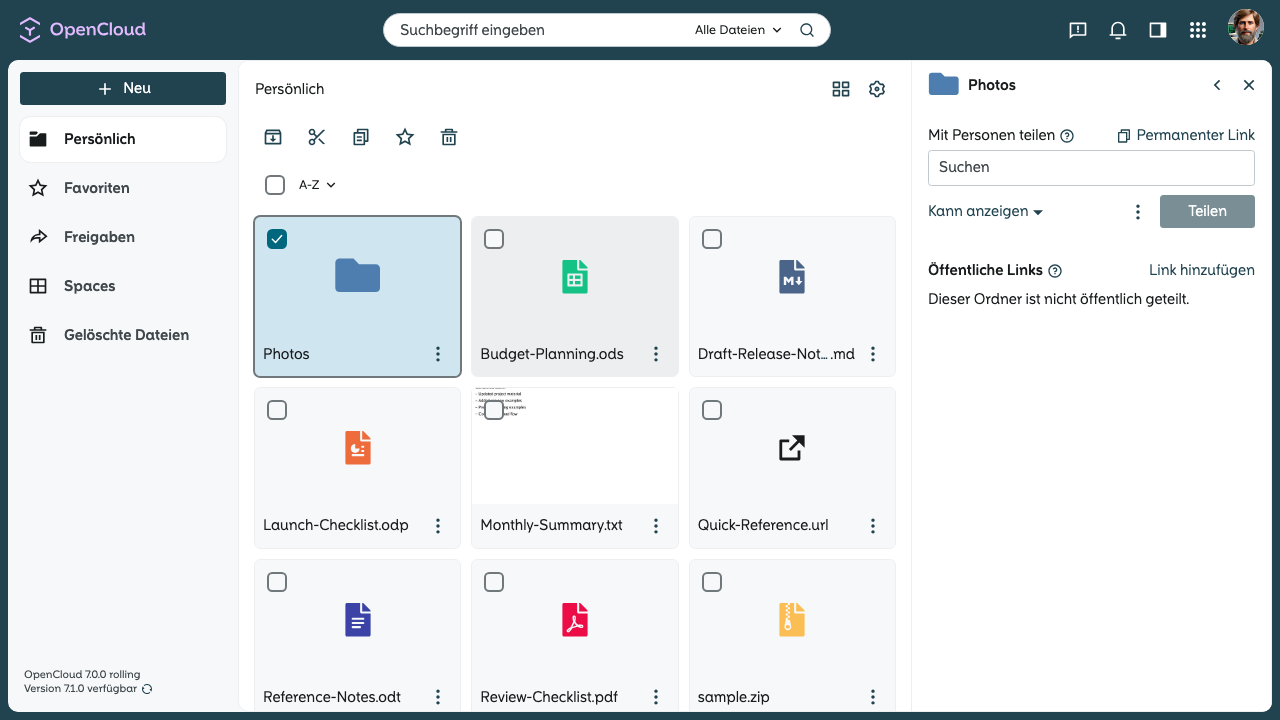 OpenCloud
Suchbegriff eingeben
Alle Dateien
Neu
Persönlich
Favoriten
Freigaben
Spaces
Gelöschte Dateien
OpenCloud 7.0.0 rolling
Version 7.1.0 verfügbar
Persönlich
A-Z
Photos
Budget-Planning.ods
Draft-Release-Not... .md
Launch-Checklist.odp
Monthly-Summary.txt
Quick-Reference.url
Reference-Notes.odt
Review-Checklist.pdf
sample.zip
Photos
Mit Personen teilen
Permanenter Link
Suchen
Kann anzeigen
Teilen
Öffentliche Links
Link hinzufügen
Dieser Ordner ist nicht öffentlich geteilt.